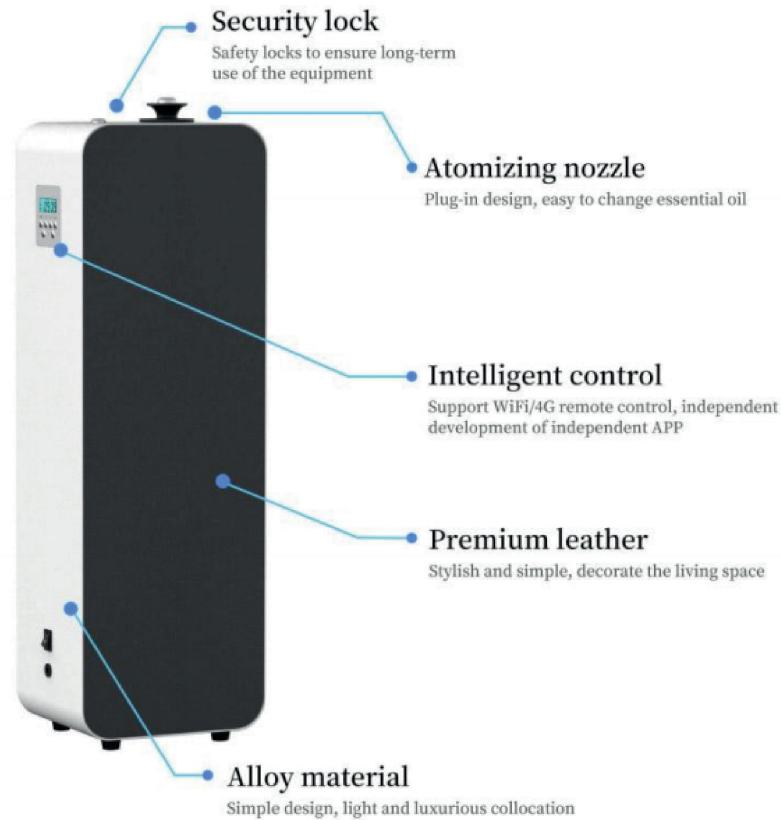 Security lock
Safety locks to ensure long-term
use of the equipment
Atomizing nozzle
Plug-in design, easy to change essential oil
Intelligent control
Support WiFi/4G remote control, independent
development of independent APP
Premium leather
Stylish and simple, decorate the living space
Alloy material
Simple design, light and luxurious collocation